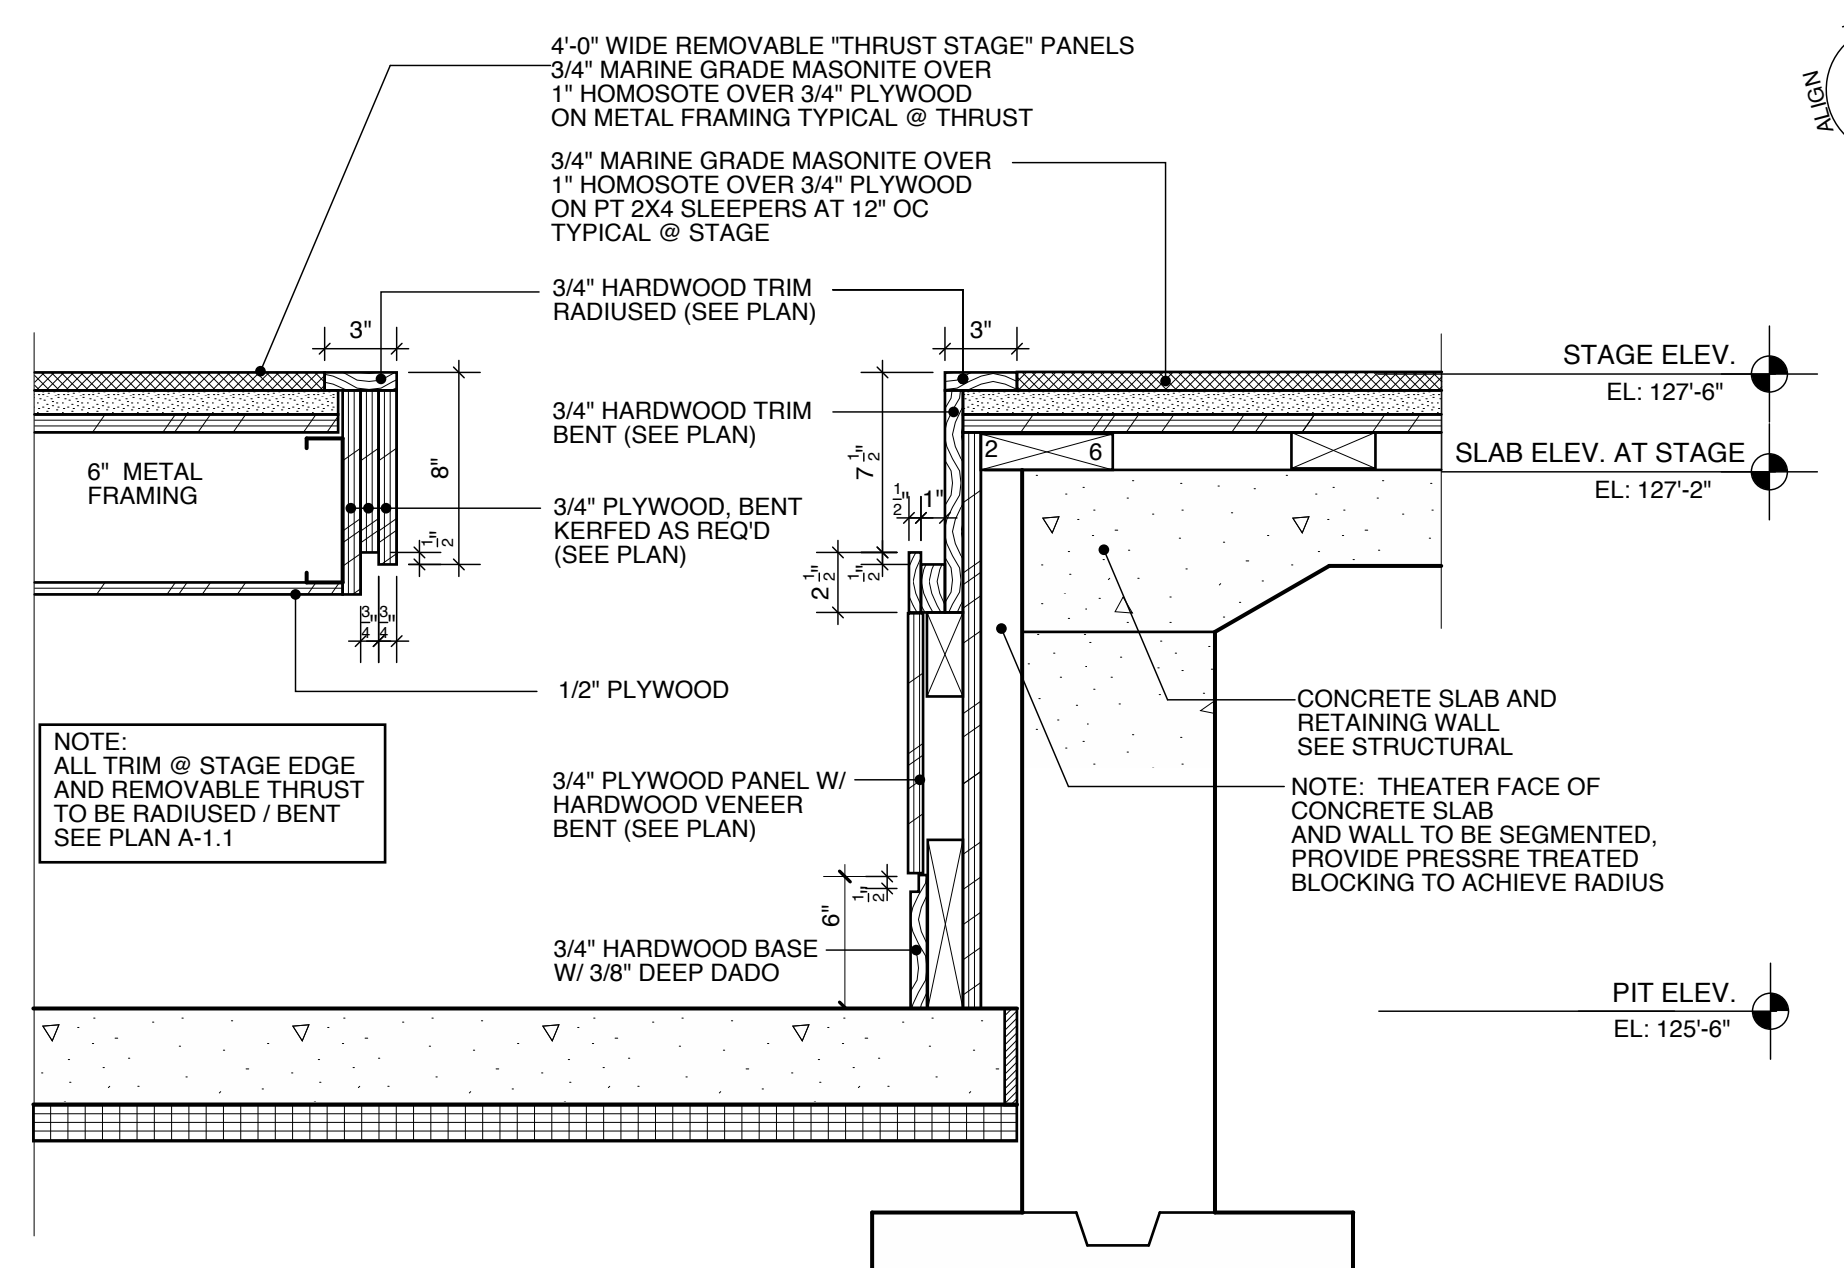 4'-0" WIDE REMOVABLE "THRUST STAGE" PANELS
3/4" MARINE GRADE MASONITE OVER
1" HOMOSOTE OVER 3/4" PLYWOOD
ON METAL FRAMING TYPICAL @ THRUST
ALIGN
3/4" MARINE GRADE MASONITE OVER
1" HOMOSOTE OVER 3/4" PLYWOOD
ON PT 2X4 SLEEPERS AT 12" OC
TYPICAL @ STAGE
3/4" HARDWOOD TRIM
RADIUSED (SEE PLAN)
3"
3"
STAGE ELEV.
EL: 127'-6"
3/4" HARDWOOD TRIM
BENT (SEE PLAN)
2
6
SLAB ELEV. AT STAGE
EL: 127'-2"
6" METAL
FRAMING
8"
7 1/2"
1/2"
1"
3/4" PLYWOOD, BENT
KERFED AS REQ'D
(SEE PLAN)
1/2"
2 1/2"
1/2"
3/4"
3/4"
1/2" PLYWOOD
CONCRETE SLAB AND
RETAINING WALL
SEE STRUCTURAL
NOTE:
ALL TRIM @ STAGE EDGE
AND REMOVABLE THRUST
TO BE RADIUSED / BENT
SEE PLAN A-1.1
3/4" PLYWOOD PANEL W/
HARDWOOD VENEER
BENT (SEE PLAN)
NOTE: THEATER FACE OF
CONCRETE SLAB
AND WALL TO BE SEGMENTED,
PROVIDE PRESSRE TREATED
BLOCKING TO ACHIEVE RADIUS
1/2"
6"
3/4" HARDWOOD BASE
W/ 3/8" DEEP DADO
PIT ELEV.
EL: 125'-6"